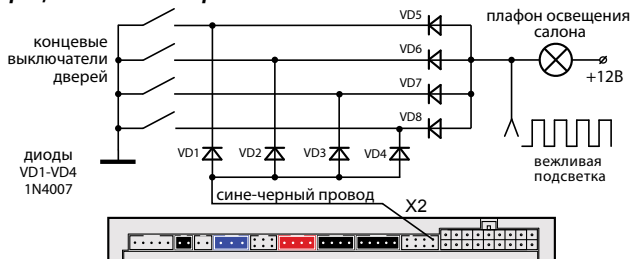 VD5
плафон освещения
салона
концевые
выключатели
дверей
VD6
+12В
VD7
VD8
диоды
VD1-VD4
1N4007
VD1
VD2
VD3
VD4
вежливая
подсветка
сине-черный провод
X2